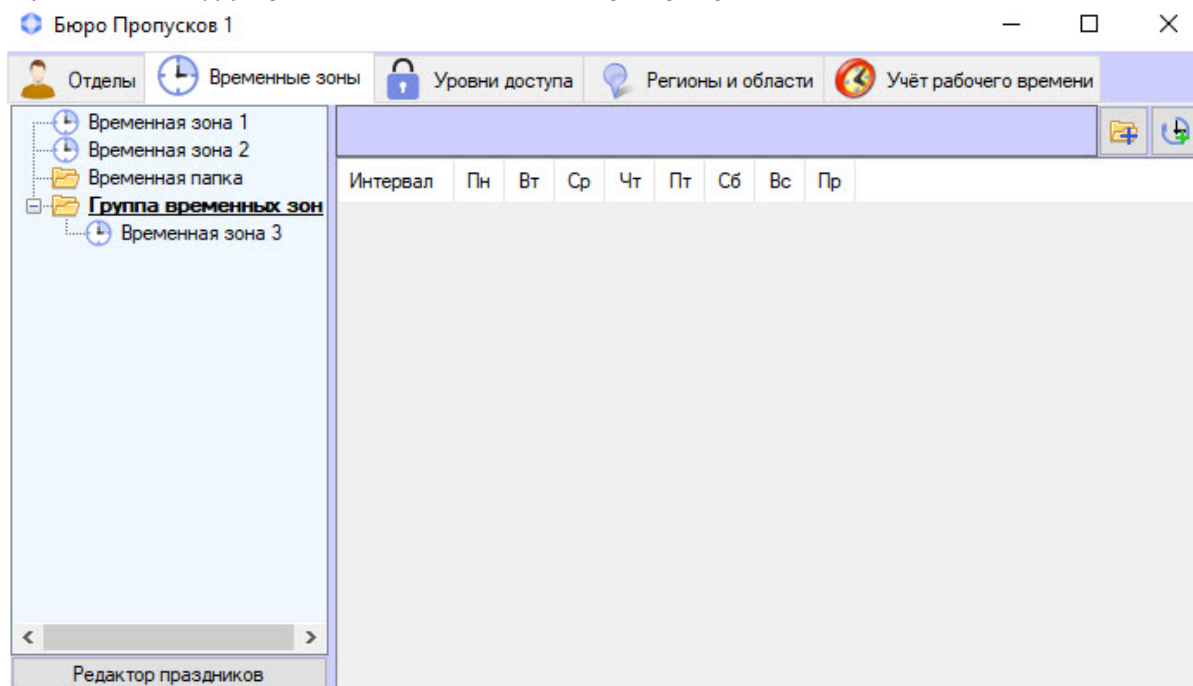 Бюро Пропусков 1
Отделы Временные зоны Уровни доступа Регионы и области Учёт рабочего времени
Временная зона 1
Временная зона 2
Временная папка
Группа временных зон
Временная зона 3
Интервал Пн Вт Ср Чт Пт Сб Вс Пр
Редактор праздников